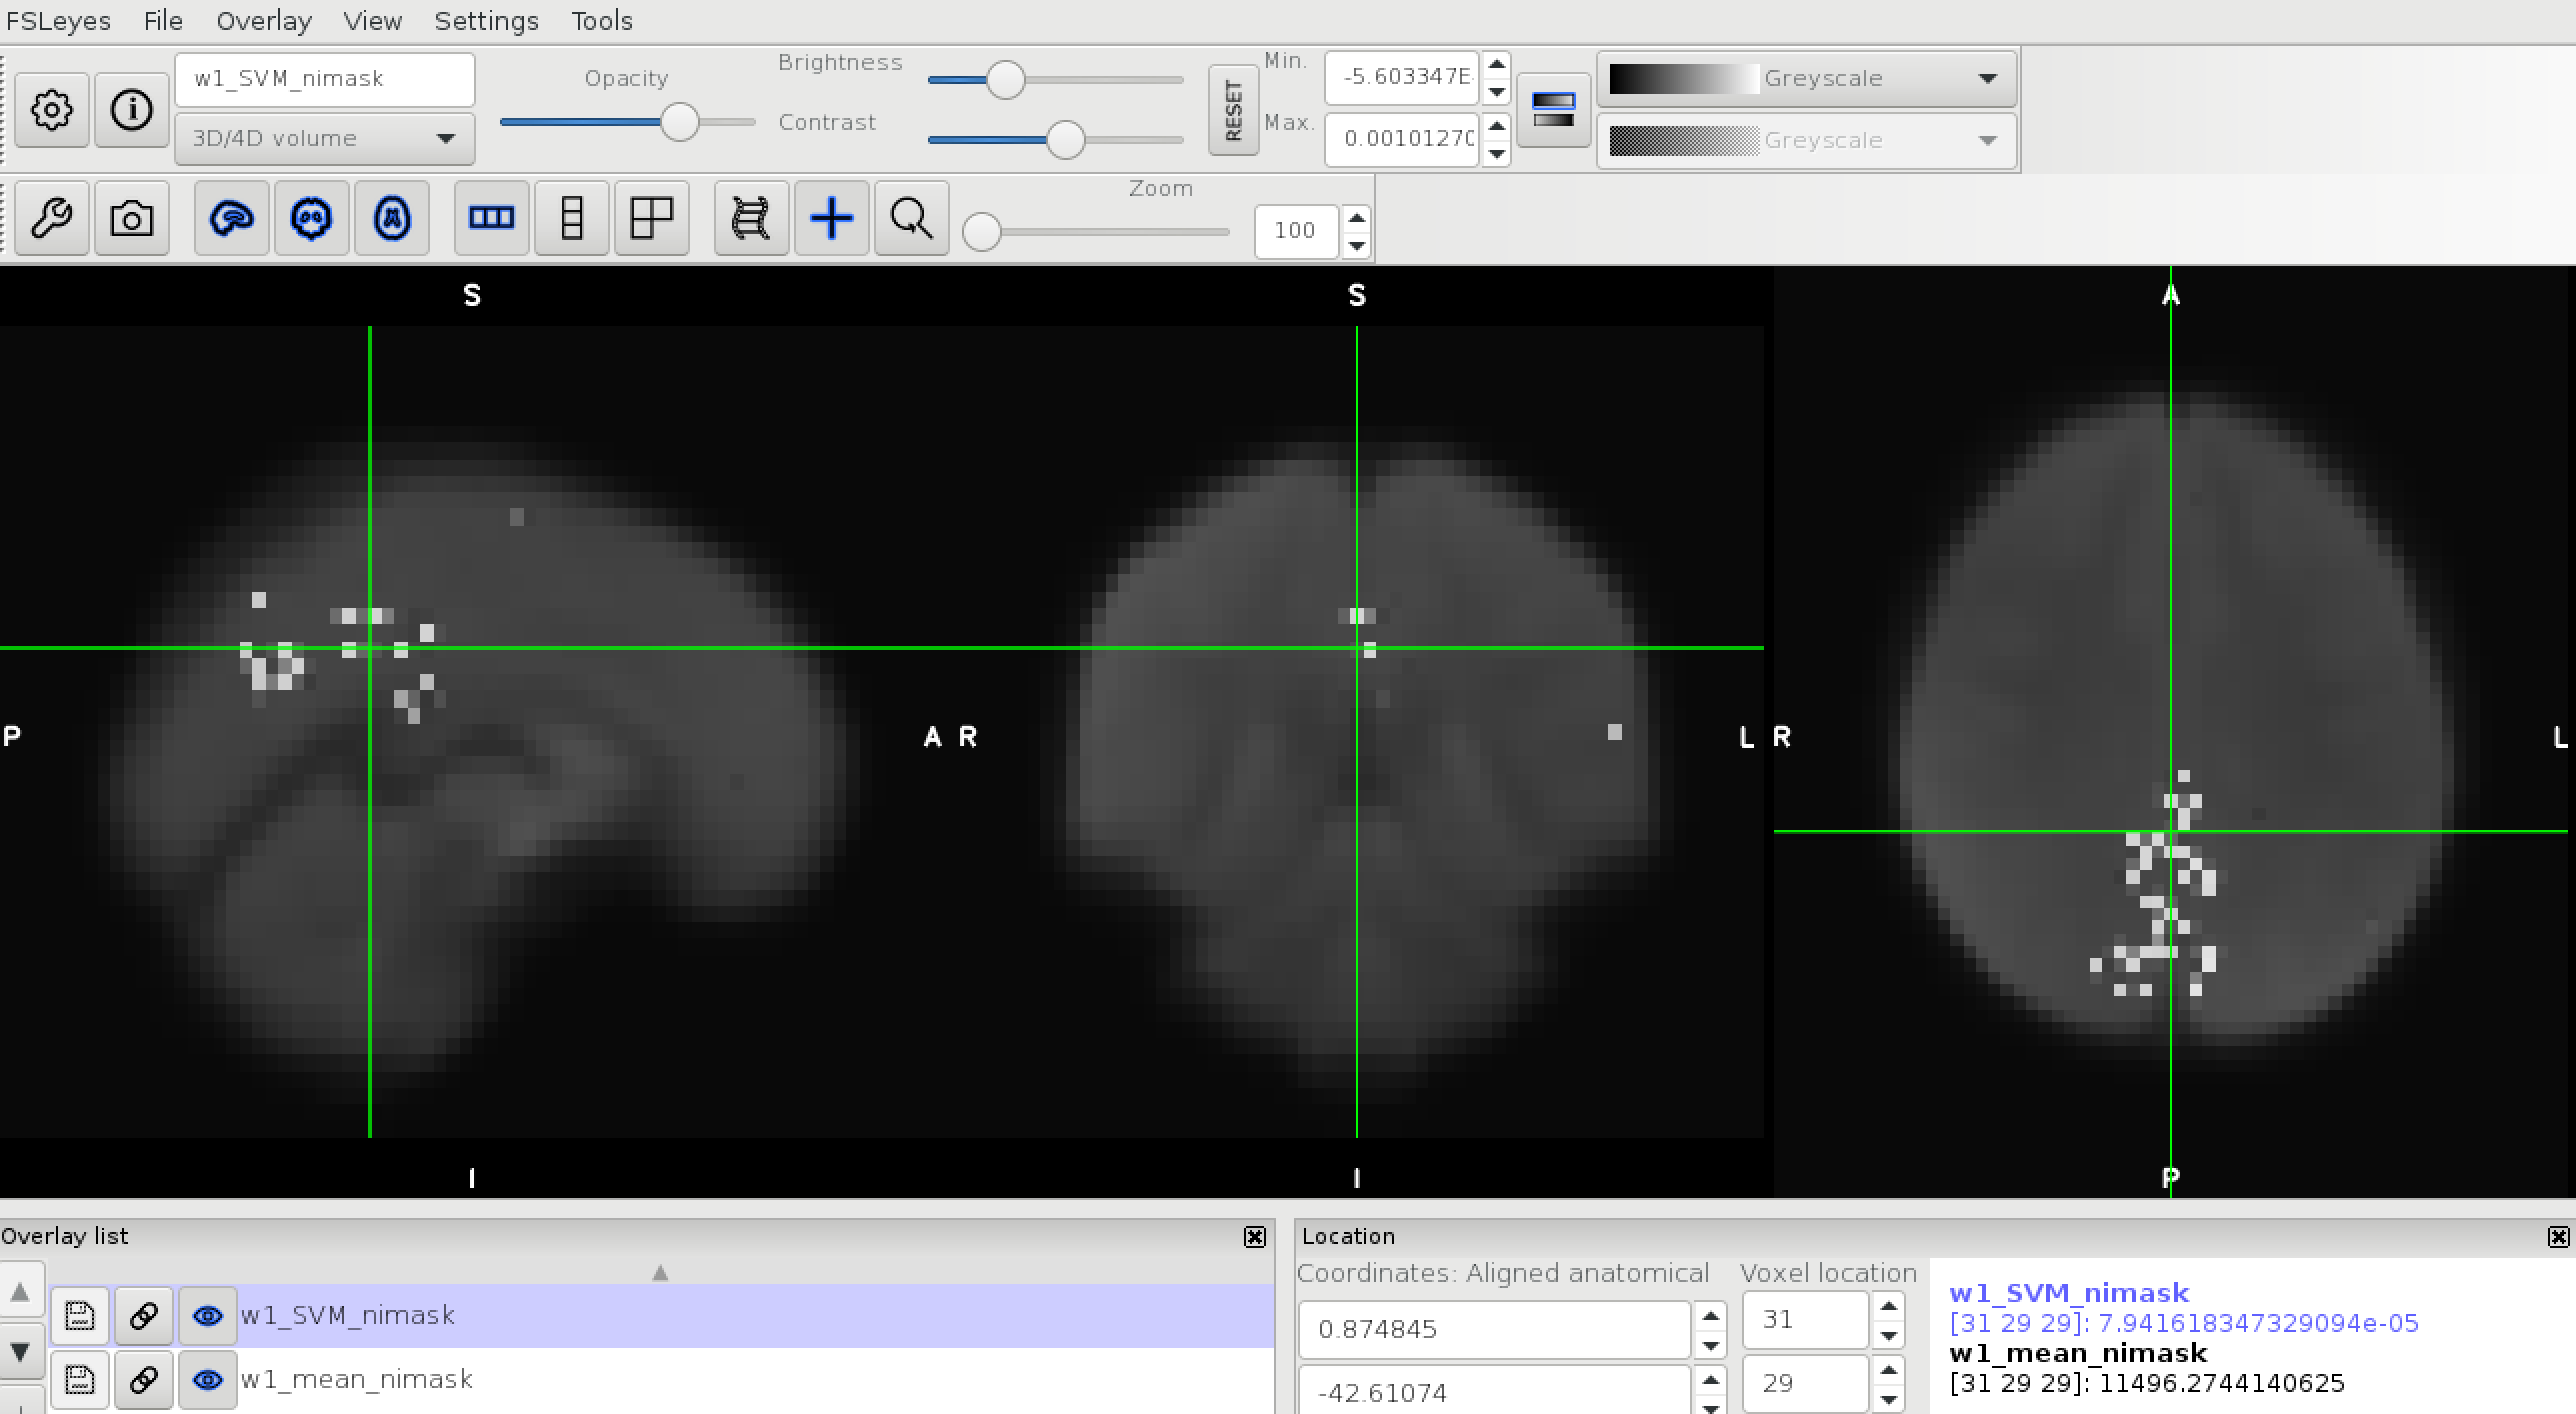 FSLeyes File Overlay View Settings Tools
w1_SVM_nimask
3D/4D volume
Opacity
Brightness
Contrast
RESET
Min. -5.603347E
Max. 0.00101270
Greyscale
Greyscale
Zoom
100
S S A
P A R L R L
I I P
Overlay list
w1_SVM_nimask
w1_mean_nimask
Location
Coordinates: Aligned anatomical Voxel location
0.874845 31
-42.61074 29
w1_SVM_nimask
[31 29 29]: 7.941618347329094e-05
w1_mean_nimask
[31 29 29]: 11496.2744140625